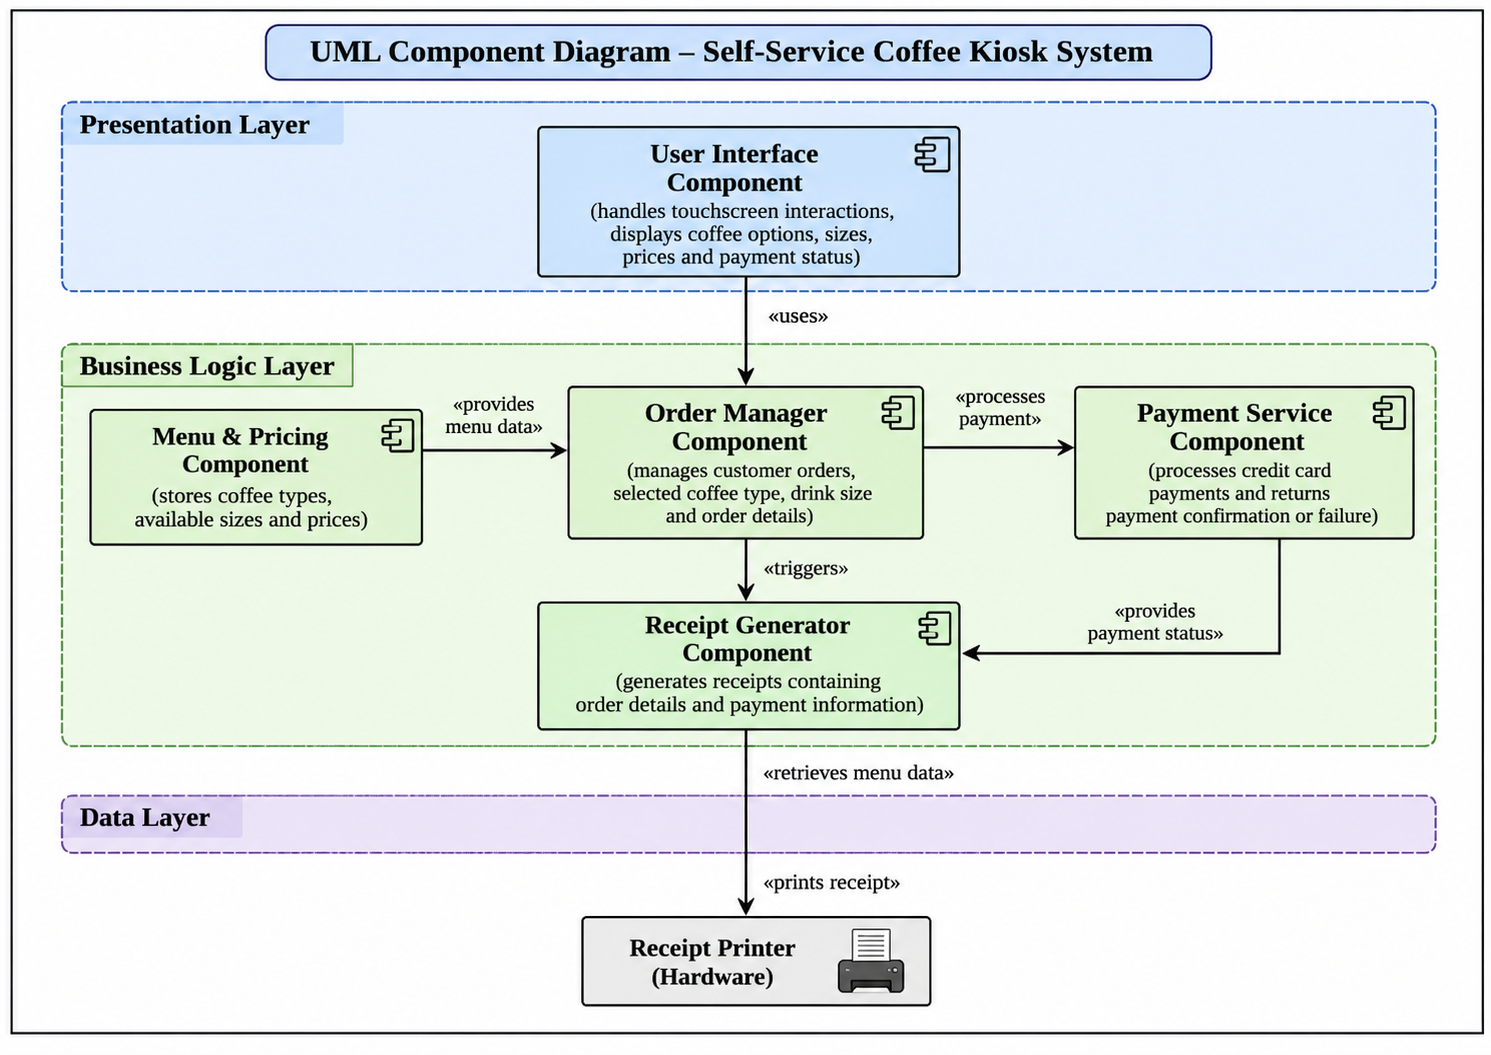 UML Component Diagram – Self-Service Coffee Kiosk System
Presentation Layer
User Interface
Component
(handles touchscreen interactions,
displays coffee options, sizes,
prices and payment status)
«uses»
Business Logic Layer
Menu & Pricing
Component
(stores coffee types,
available sizes and prices)
«provides
menu data»
Order Manager
Component
(manages customer orders,
selected coffee type, drink size
and order details)
«processes
payment»
Payment Service
Component
(processes credit card
payments and returns
payment confirmation or failure)
«triggers»
«provides
payment status»
Receipt Generator
Component
(generates receipts containing
order details and payment information)
«retrieves menu data»
Data Layer
«prints receipt»
Receipt Printer
(Hardware)